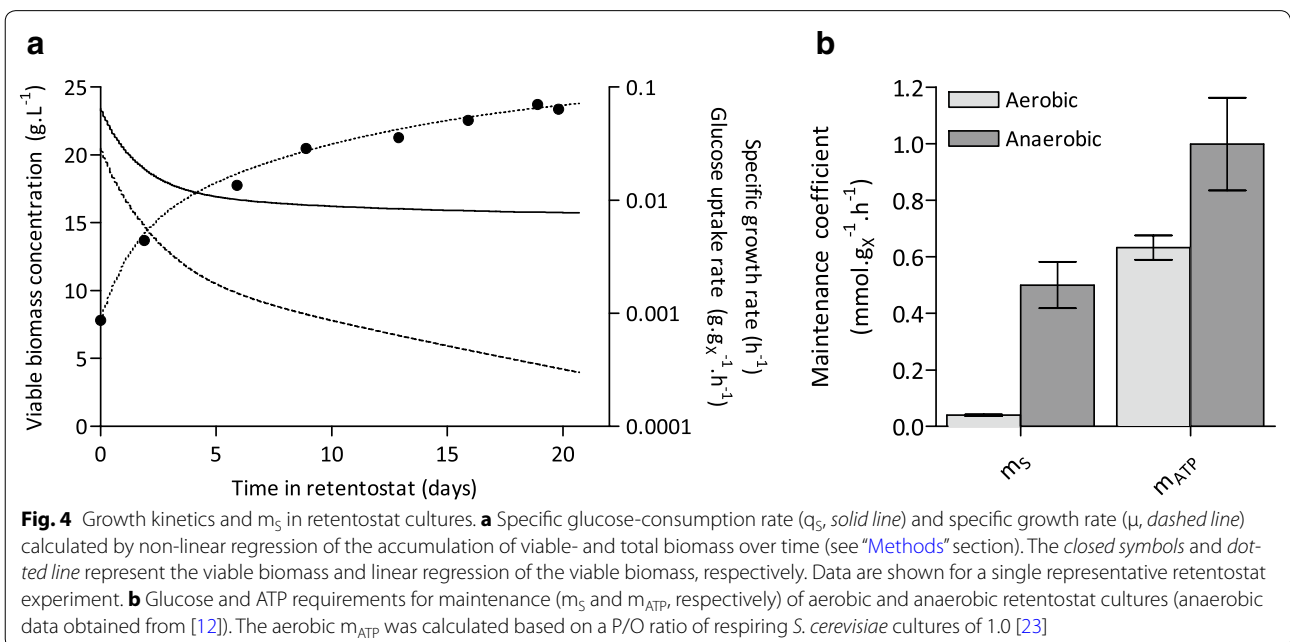 a
b
Viable biomass concentration (g.L⁻¹)
25
20
15
10
5
0
0.1
0.01
0.001
0.0001
Specific growth rate (h⁻¹)
Glucose uptake rate (g.gₓ⁻¹.h⁻¹)
0 5 10 15 20
Time in retentostat (days)
Maintenance coefficient
(mmol.gₓ⁻¹.h⁻¹)
1.2
1.0
0.8
0.6
0.4
0.2
0.0
Aerobic
Anaerobic
mS
mATP
Fig. 4 Growth kinetics and mS in retentostat cultures. a Specific glucose-consumption rate (qS, solid line) and specific growth rate (µ, dashed line)
calculated by non-linear regression of the accumulation of viable- and total biomass over time (see “Methods” section). The closed symbols and dot-
ted line represent the viable biomass and linear regression of the viable biomass, respectively. Data are shown for a single representative retentostat
experiment. b Glucose and ATP requirements for maintenance (mS and mATP, respectively) of aerobic and anaerobic retentostat cultures (anaerobic
data obtained from [12]). The aerobic mATP was calculated based on a P/O ratio of respiring S. cerevisiae cultures of 1.0 [23]